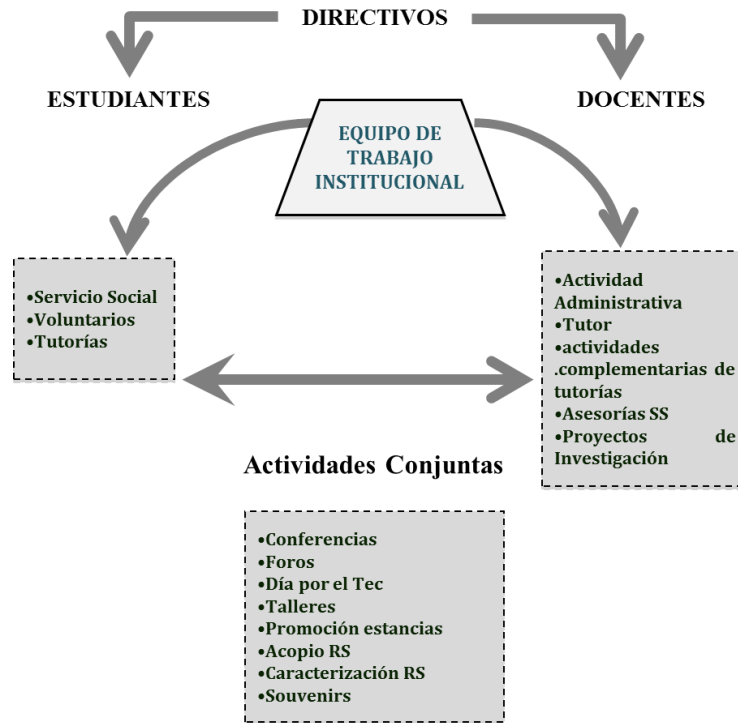 DIRECTIVOS
ESTUDIANTES
DOCENTES
EQUIPO DE
TRABAJO
INSTITUCIONAL
•Servicio Social
•Voluntarios
•Tutorías
•Actividad
Administrativa
•Tutor
•actividades
.complementarias de
tutorías
•Asesorías SS
•Proyectos de
Investigación
Actividades Conjuntas
•Conferencias
•Foros
•Día por el Tec
•Talleres
•Promoción estancias
•Acopio RS
•Caracterización RS
•Souvenirs